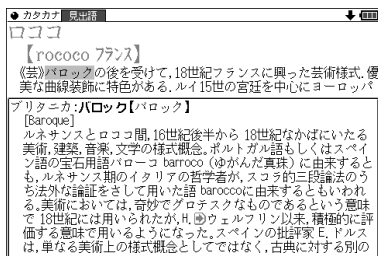 ● カタカナ 見出語
ロココ
【rococo フランス】
《芸》バロックの後を受けて,18世紀フランスに興った芸術様式.優
美な曲線装飾に特色がある.ルイ15世の宮廷を中心にヨーロッパ
ブリタニカ:バロック【バロック】
[Baroque]
ルネサンスとロココ間,16世紀後半から 18世紀なかばにいたる
美術,建築,音楽,文学の様式概念。ポルトガル語もしくはスペイ
ン語の宝石用語バローコ barroco (ゆがんだ真珠) に由来すると
も,ルネサンス期のイタリアの哲学者が,スコラ的三段論法のう
ち法外な論証をさして用いた語 baroccoに由来するともいわれ
る。美術においては,奇妙でグロテスクなものであるという意味
で 18世紀には用いられたが,H.ウェルフリン以来,積極的に評
価する意味で用いるようになった。スペインの批評家 E.ドルス
は,単なる美術上の様式概念としてではなく,古典に対する別の